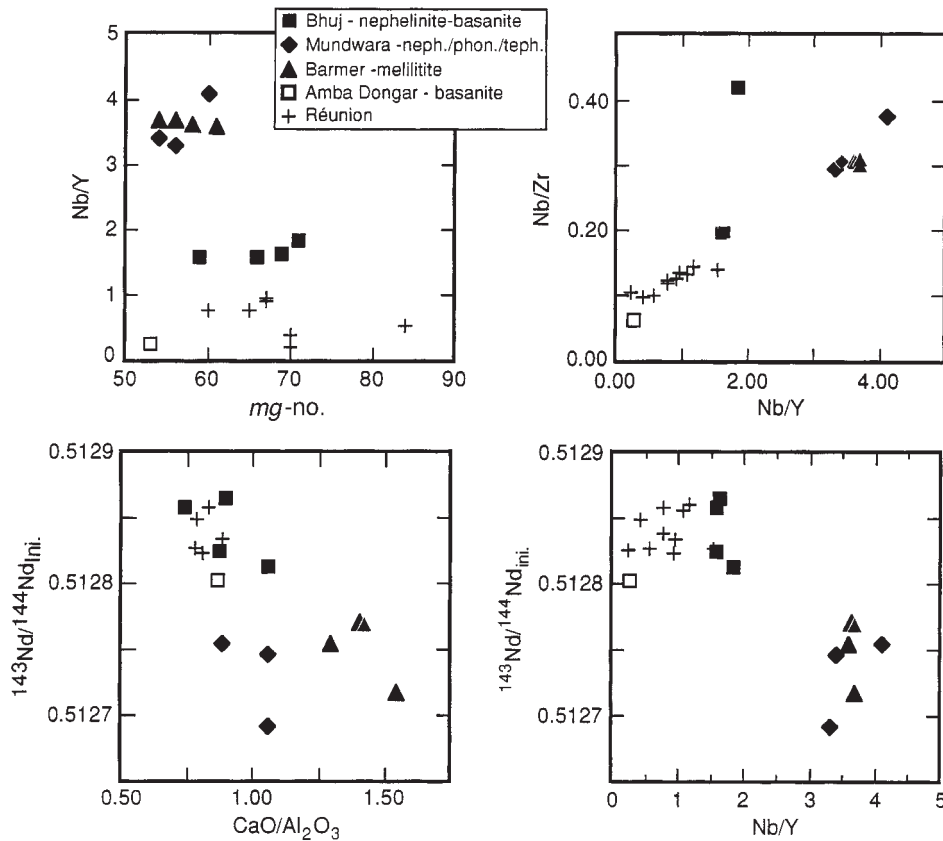 Bhuj - nephelinite-basanite
Mundwara -neph./phon./teph.
Barmer -melilitite
Amba Dongar - basanite
Réunion
5
4
3
2
1
0
Nb/Y
50 60 70 80 90
mg-no.
0.40
0.20
0.00
Nb/Zr
0.00 2.00 4.00
Nb/Y
0.5129
0.5128
0.5127
143Nd/144NdIni.
0.50 1.00 1.50
CaO/Al2O3
0.5129
0.5128
0.5127
143Nd/144Ndini.
0 1 2 3 4 5
Nb/Y